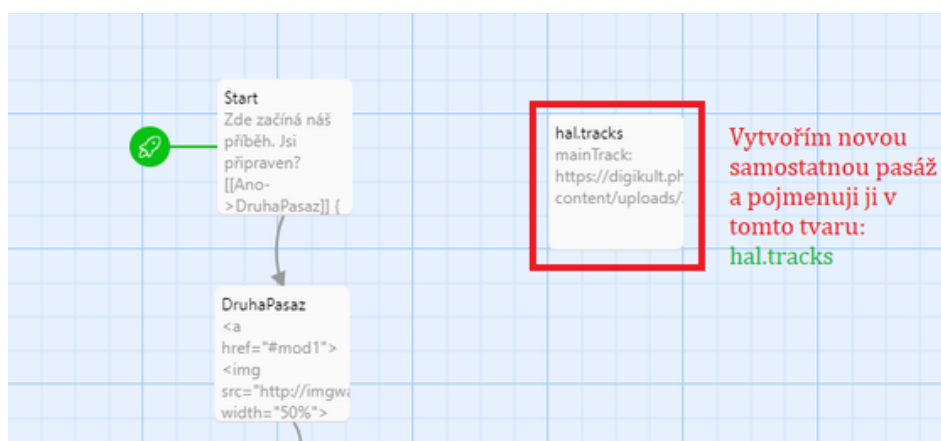 Start
Zde začíná náš
příběh. Jsi
připraven?
[[Ano-
>DruhaPasaz]] {
hal.tracks
mainTrack:
https://digikult.ph
content/uploads/
Vytvořím novou
samostatnou pasáž
a pojmenuji ji v
tomto tvaru:
hal.tracks
DruhaPasaz
<a
href="#mod1">
<img
src="http://imgwa
width="50%">